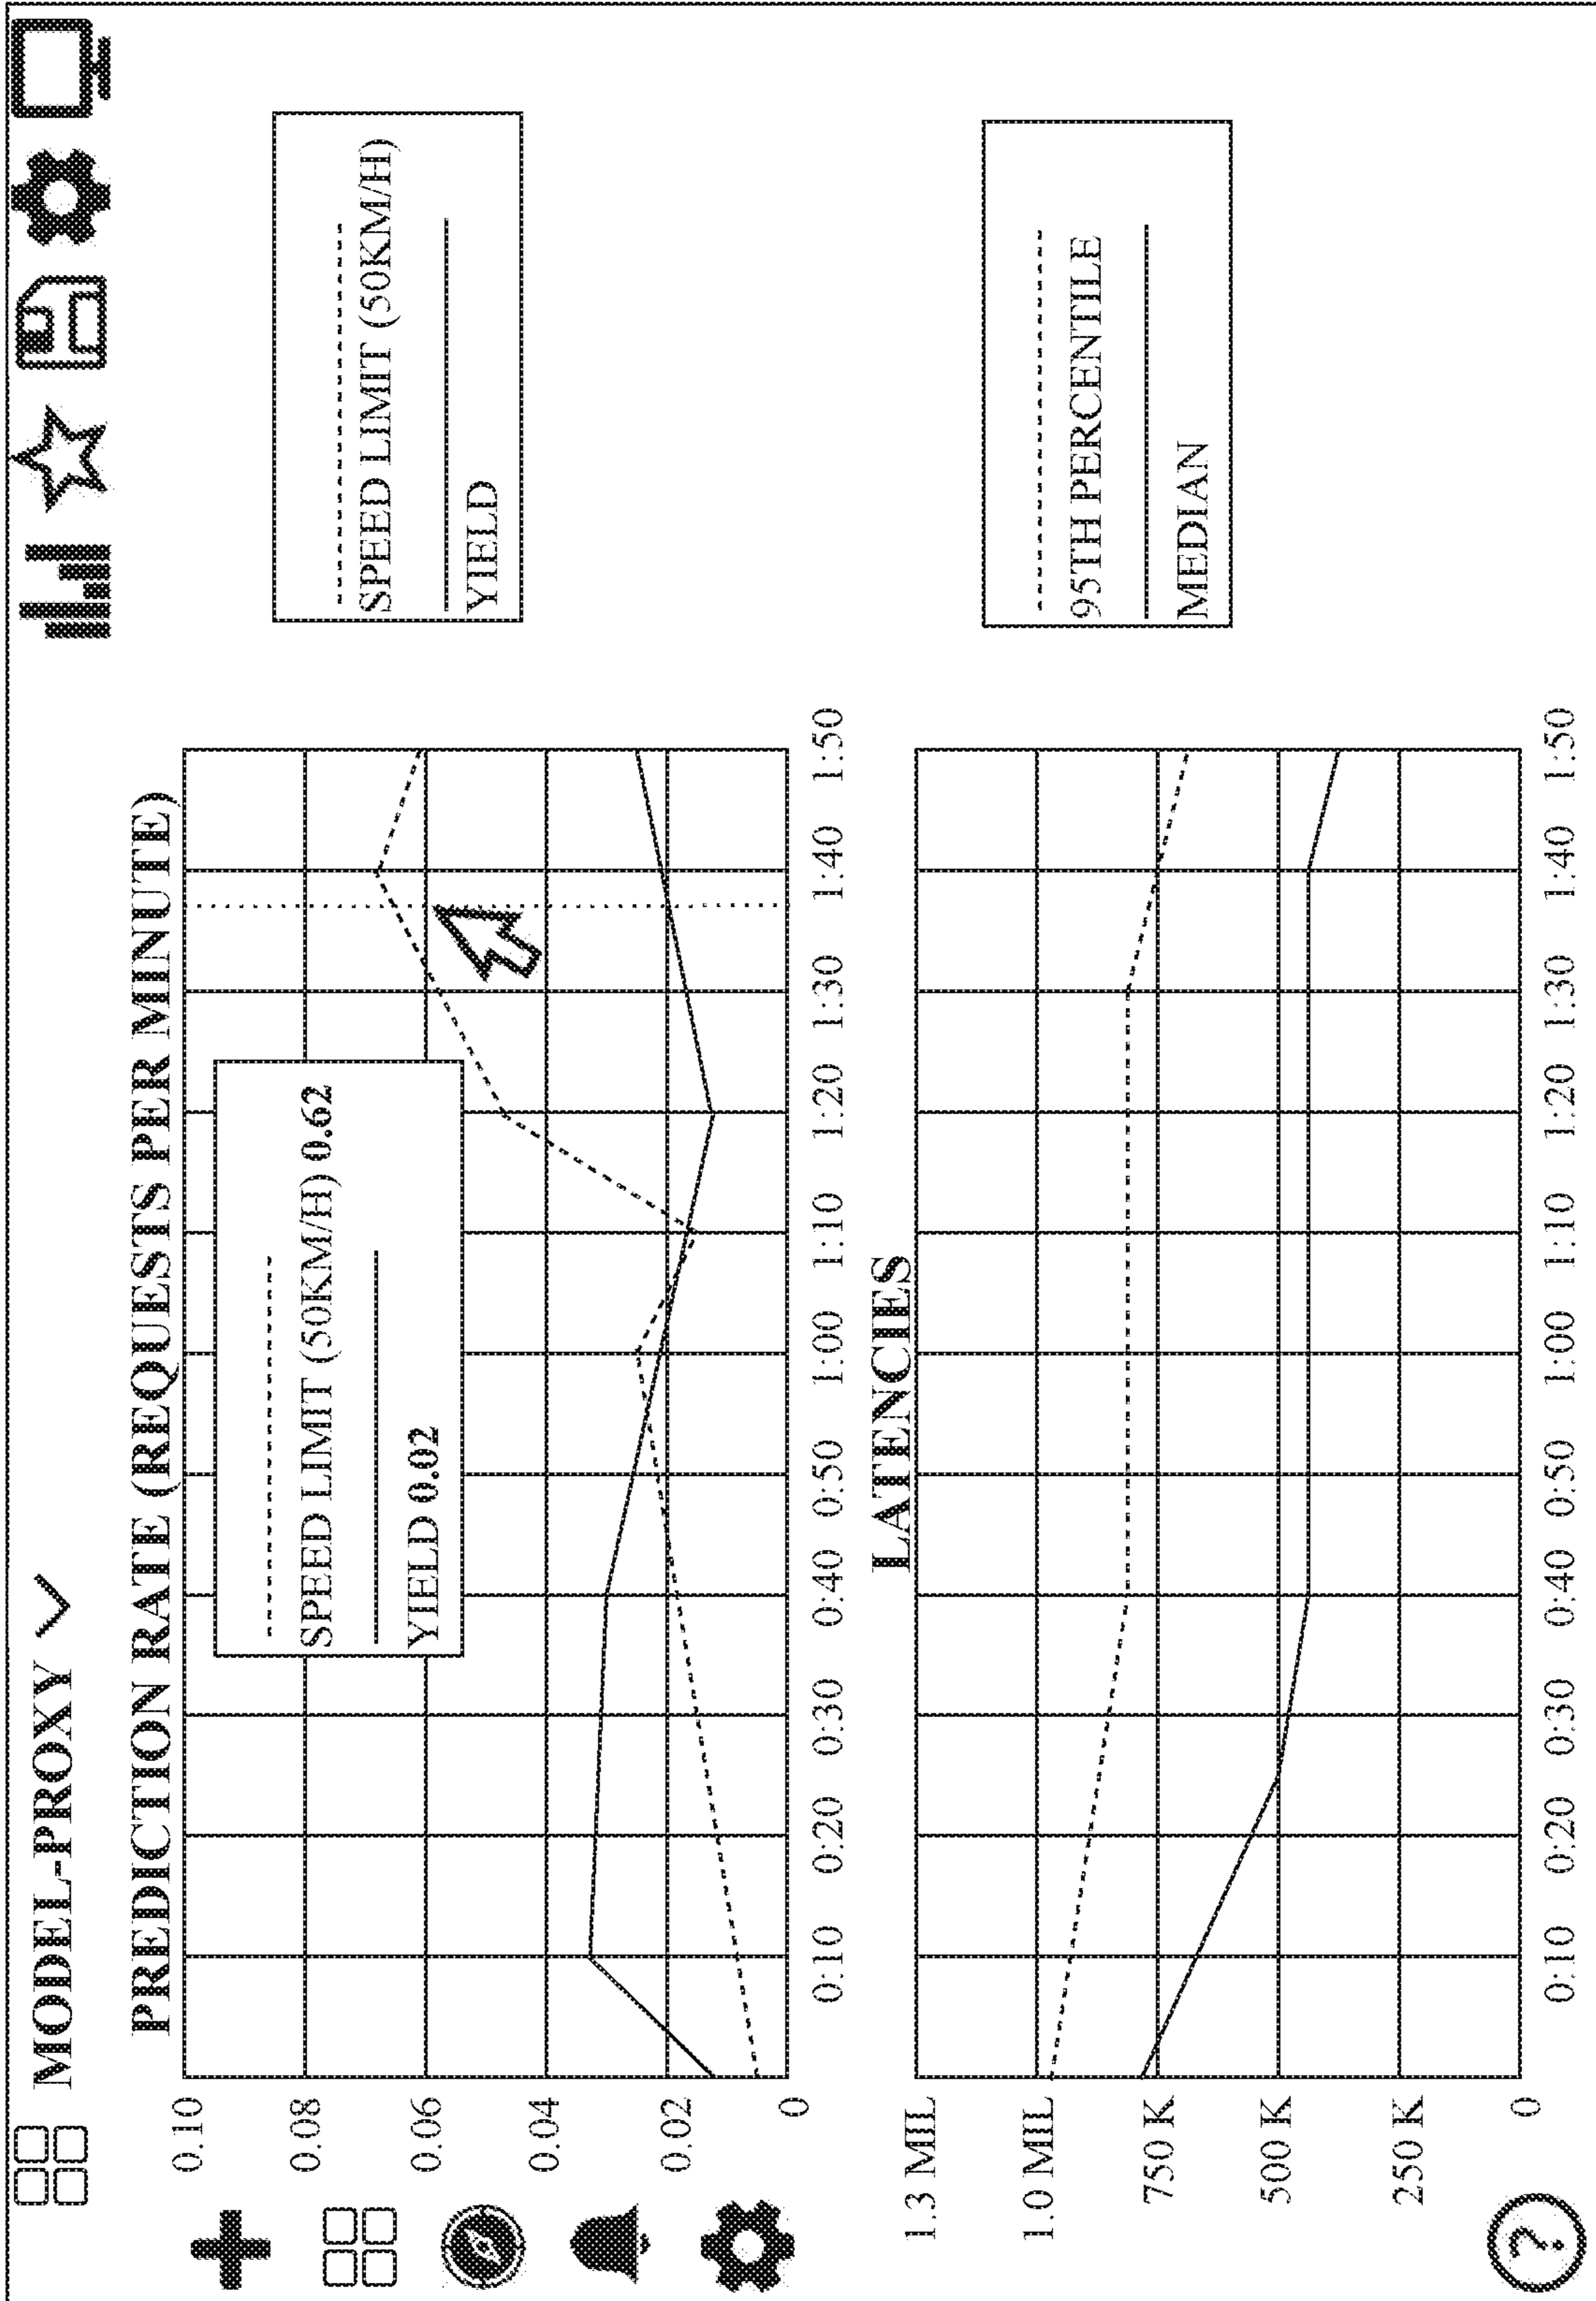 MODEL-PROXY
PREDICTION RATE (REQUESTS PER MINUTE)
0.10
0.08
0.06
0.04
0.02
0
SPEED LIMIT (50KM/H) 0.62
YIELD 0.02
0:10 0:20 0:30 0:40 0:50 1:00 1:10 1:20 1:30 1:40 1:50
SPEED LIMIT (50KM/H)
YIELD
LATENCIES
1.3 MIL
1.0 MIL
750 K
500 K
250 K
0
0:10 0:20 0:30 0:40 0:50 1:00 1:10 1:20 1:30 1:40 1:50
95TH PERCENTILE
MEDIAN
?